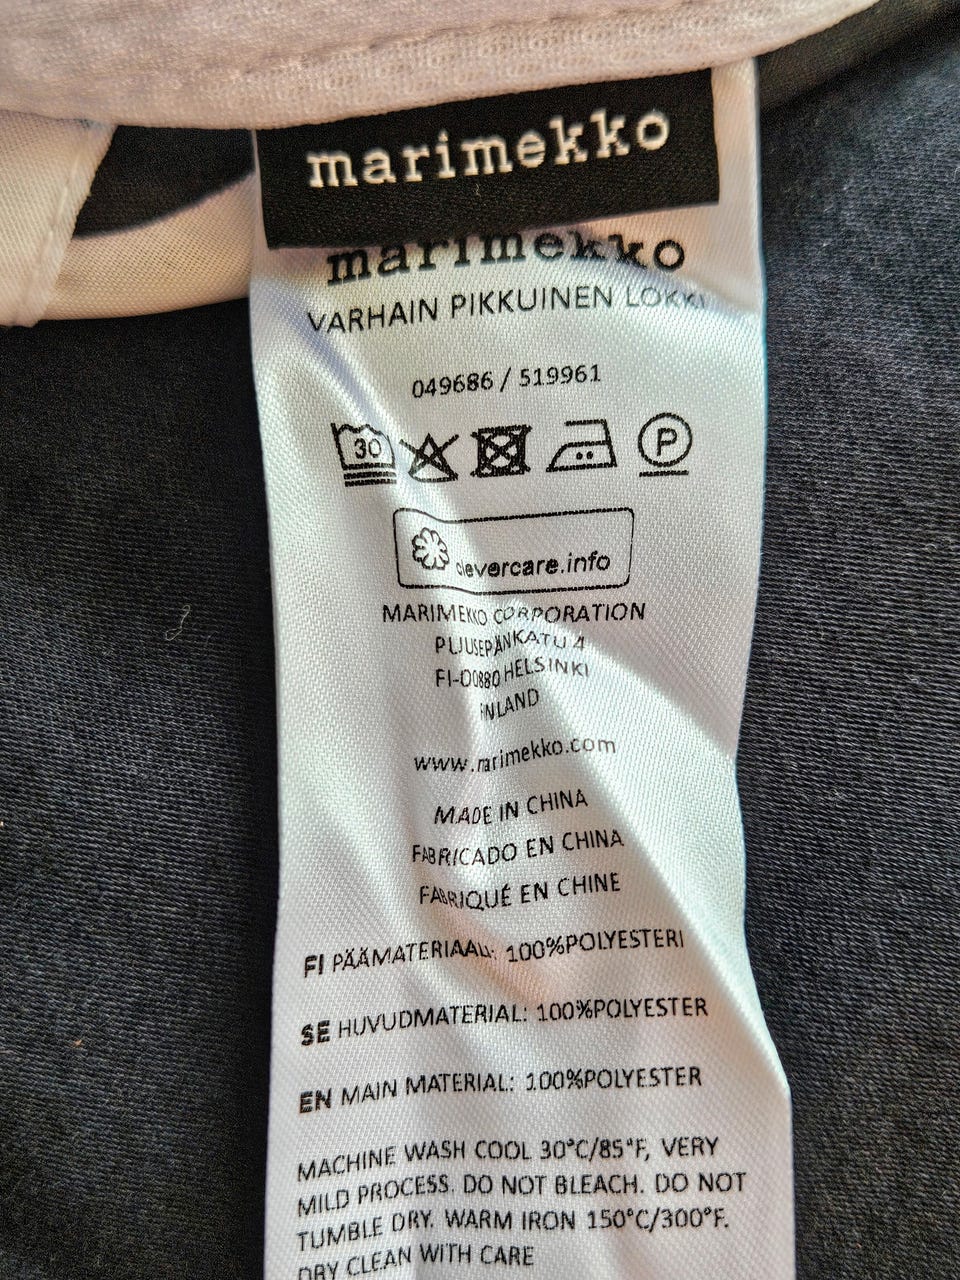 marimekko
marimekko
VARHAIN PIKKUINEN LOKKI
049686 / 519961
30 P
clevercare.info
MARIMEKKO CORPORATION
PUUSEPÄNKATU 4
FI-00880 HELSINKI
FINLAND
www.marimekko.com
MADE IN CHINA
FABRICADO EN CHINA
FABRIQUÉ EN CHINE
FI PÄÄMATERIAALI: 100%POLYESTERI
SE HUVUDMATERIAL: 100%POLYESTER
EN MAIN MATERIAL: 100%POLYESTER
MACHINE WASH COOL 30°C/85°F, VERY
MILD PROCESS. DO NOT BLEACH. DO NOT
TUMBLE DRY. WARM IRON 150°C/300°F.
DRY CLEAN WITH CARE